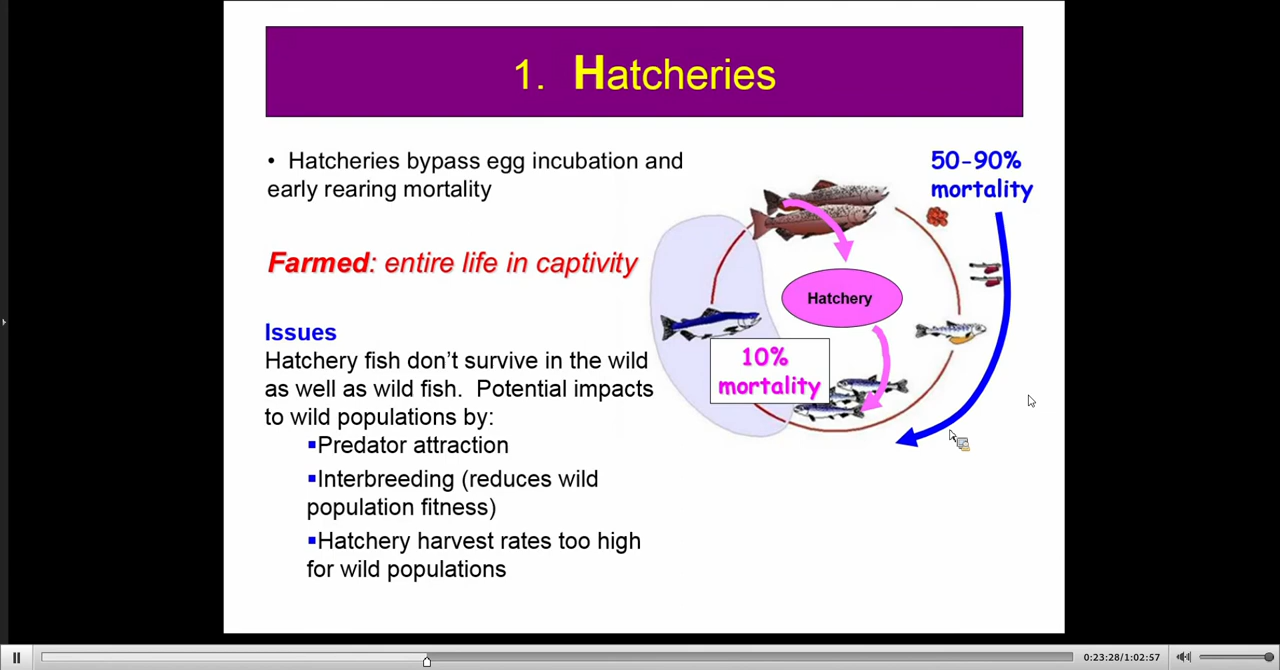 1. Hatcheries
• Hatcheries bypass egg incubation and
early rearing mortality
Farmed: entire life in captivity
Issues
Hatchery fish don't survive in the wild
as well as wild fish. Potential impacts
to wild populations by:
▪Predator attraction
▪Interbreeding (reduces wild
population fitness)
▪Hatchery harvest rates too high
for wild populations
50-90%
mortality
Hatchery
10%
mortality
0:23:28/1:02:57